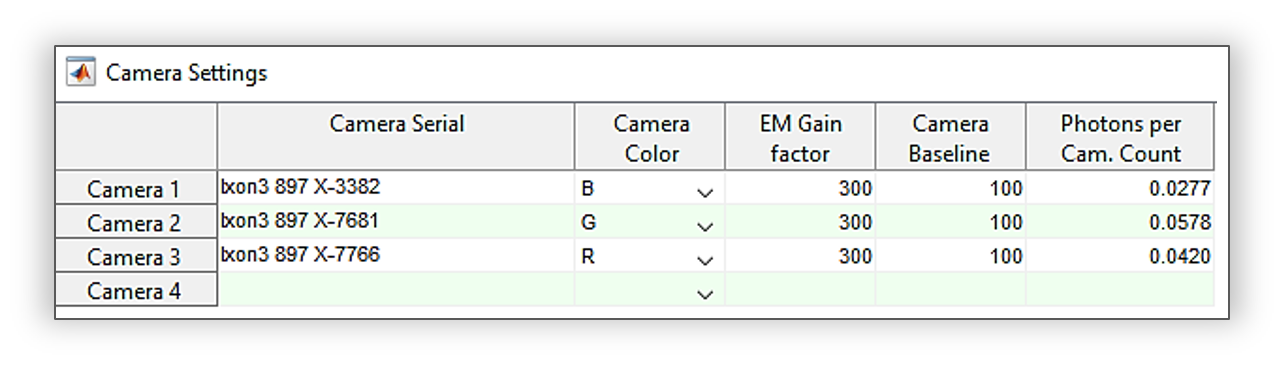 Camera Settings
Camera Serial Camera Color EM Gain factor Camera Baseline Photons per Cam. Count
Camera 1 Ixon3 897 X-3382 B 300 100 0.0277
Camera 2 Ixon3 897 X-7681 G 300 100 0.0578
Camera 3 Ixon3 897 X-7766 R 300 100 0.0420
Camera 4